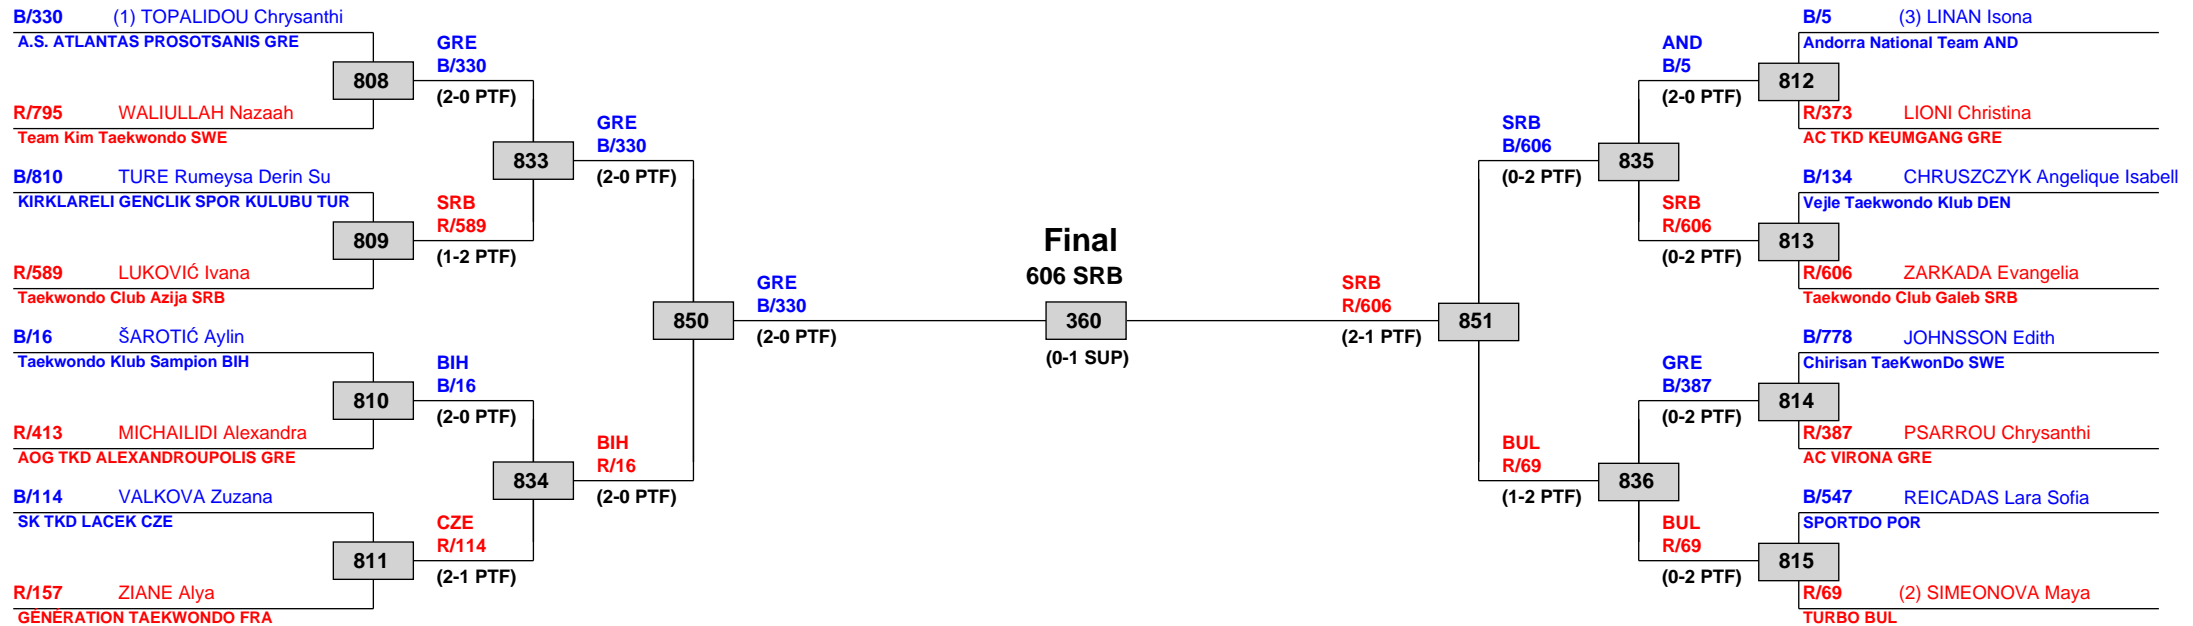 B/330 (1) TOPALIDOU Chrysanthi
A.S. ATLANTAS PROSOTSANIS GRE
808
R/795 WALIULLAH Nazaah
Team Kim Taekwondo SWE
GRE
B/330
(2-0 PTF)
833
B/810 TURE Rumeysa Derin Su
KIRKLARELI GENCLIK SPOR KULUBU TUR
809
R/589 LUKOVIĆ Ivana
Taekwondo Club Azija SRB
SRB
R/589
(1-2 PTF)
GRE
B/330
(2-0 PTF)
850
B/16 ŠAROTIĆ Aylin
Taekwondo Klub Sampion BIH
810
R/413 MICHAILIDI Alexandra
AOG TKD ALEXANDROUPOLIS GRE
BIH
B/16
(2-0 PTF)
834
B/114 VALKOVA Zuzana
SK TKD LACEK CZE
811
R/157 ZIANE Alya
GÉNÉRATION TAEKWONDO FRA
CZE
R/114
(2-1 PTF)
BIH
R/16
(2-0 PTF)
GRE
B/330
(2-0 PTF)
Final
606 SRB
360
(0-1 SUP)
SRB
R/606
(2-1 PTF)
851
SRB
B/606
(0-2 PTF)
835
AND
B/5
(2-0 PTF)
812
B/5 (3) LINAN Isona
Andorra National Team AND
R/373 LIONI Christina
AC TKD KEUMGANG GRE
SRB
R/606
(0-2 PTF)
813
B/134 CHRUSZCZYK Angelique Isabell
Vejle Taekwondo Klub DEN
R/606 ZARKADA Evangelia
Taekwondo Club Galeb SRB
BUL
R/69
(1-2 PTF)
836
GRE
B/387
(0-2 PTF)
814
B/778 JOHNSSON Edith
Chirisan TaeKwonDo SWE
R/387 PSARROU Chrysanthi
AC VIRONA GRE
BUL
R/69
(0-2 PTF)
815
B/547 REICADAS Lara Sofia
SPORTDO POR
R/69 (2) SIMEONOVA Maya
TURBO BUL